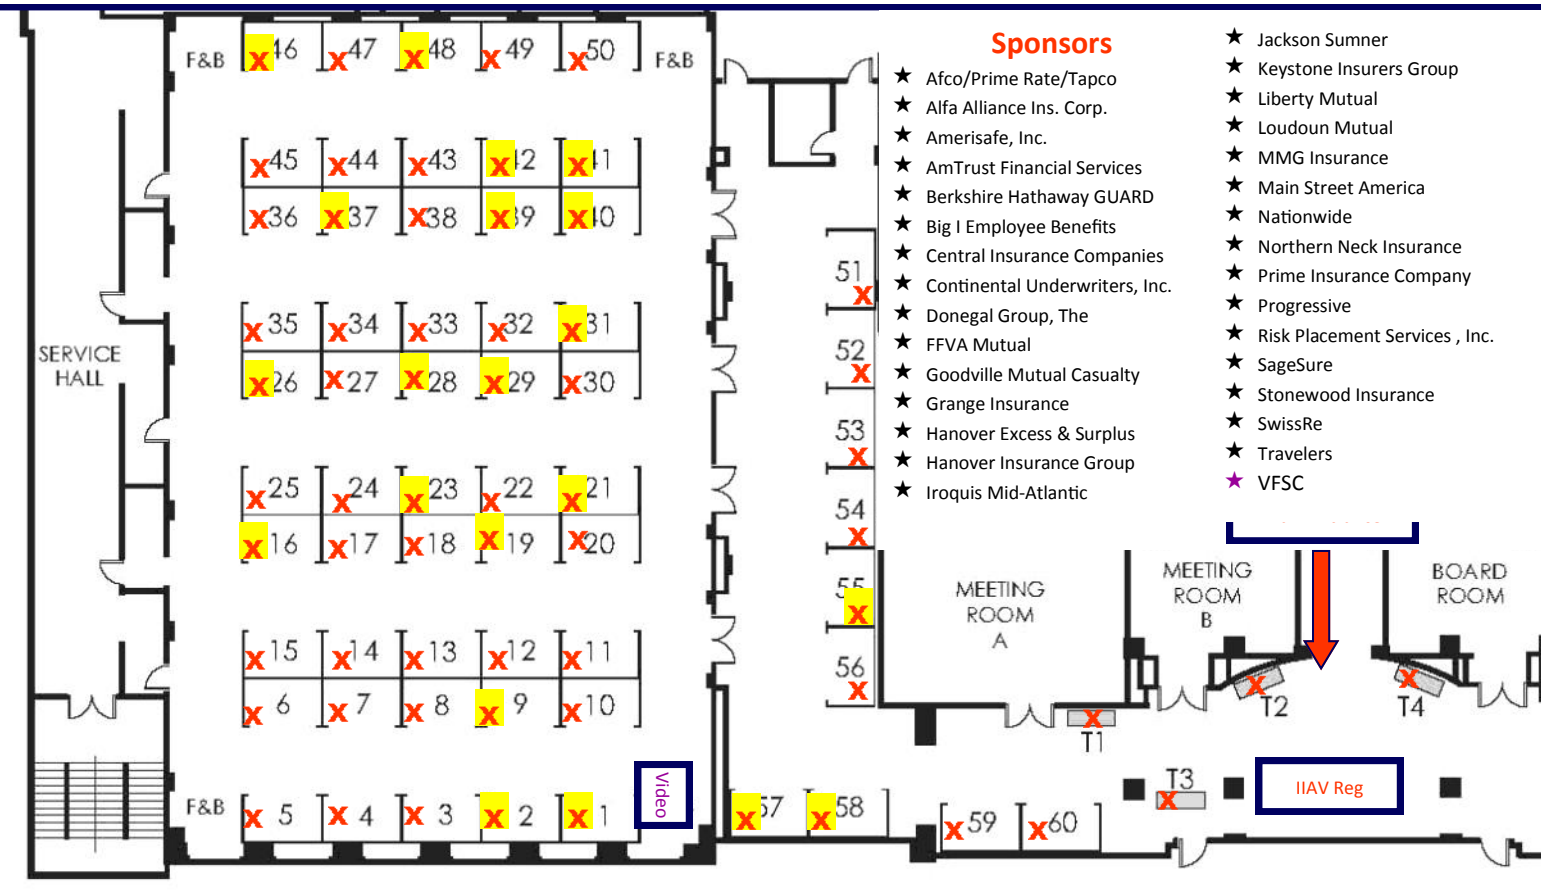 Sponsors
★ Afco/Prime Rate/Tapco
★ Alfa Alliance Ins. Corp.
★ Amerisafe, Inc.
★ AmTrust Financial Services
★ Berkshire Hathaway GUARD
★ Big I Employee Benefits
★ Central Insurance Companies
★ Continental Underwriters, Inc.
★ Donegal Group, The
★ FFVA Mutual
★ Goodville Mutual Casualty
★ Grange Insurance
★ Hanover Excess & Surplus
★ Hanover Insurance Group
★ Iroquis Mid-Atlantic
★ Jackson Sumner
★ Keystone Insurers Group
★ Liberty Mutual
★ Loudoun Mutual
★ MMG Insurance
★ Main Street America
★ Nationwide
★ Northern Neck Insurance
★ Prime Insurance Company
★ Progressive
★ Risk Placement Services , Inc.
★ SageSure
★ Stonewood Insurance
★ SwissRe
★ Travelers
★ VFSC
F&B 46 47 48 49 50 F&B
45 44 43 42 41
36 37 38 39 40
35 34 33 32 31
SERVICE
HALL
26 27 28 29 30
25 24 23 22 21
16 17 18 19 20
15 14 13 12 11
6 7 8 9 10
F&B 5 4 3 2 1
Video
51
52
53
54
55
56
57 58 59 60
MEETING
ROOM
A
MEETING
ROOM
B
BOARD
ROOM
T1
T2
T4
T3
IIAV Reg